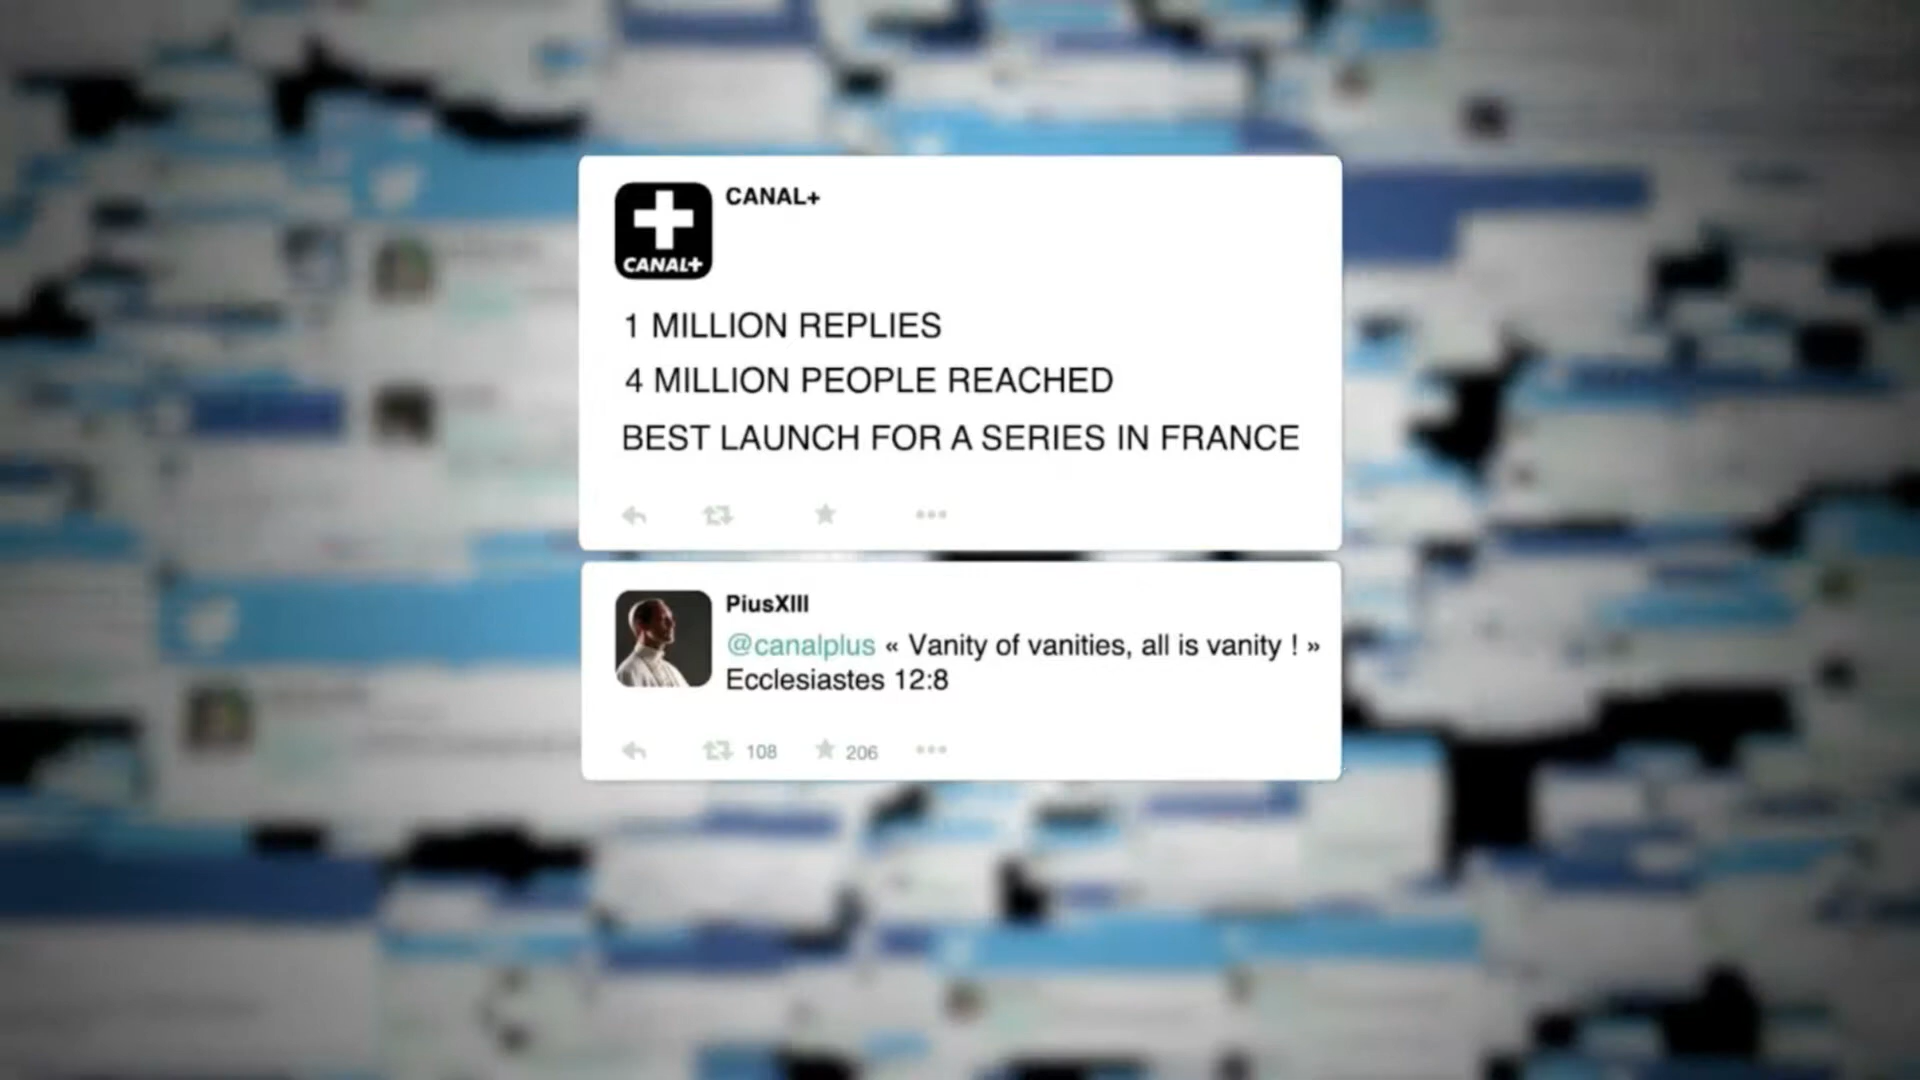 CANAL+
CANAL+
1 MILLION REPLIES
4 MILLION PEOPLE REACHED
BEST LAUNCH FOR A SERIES IN FRANCE
PiusXIII
@canalplus « Vanity of vanities, all is vanity ! »
Ecclesiastes 12:8
108 206